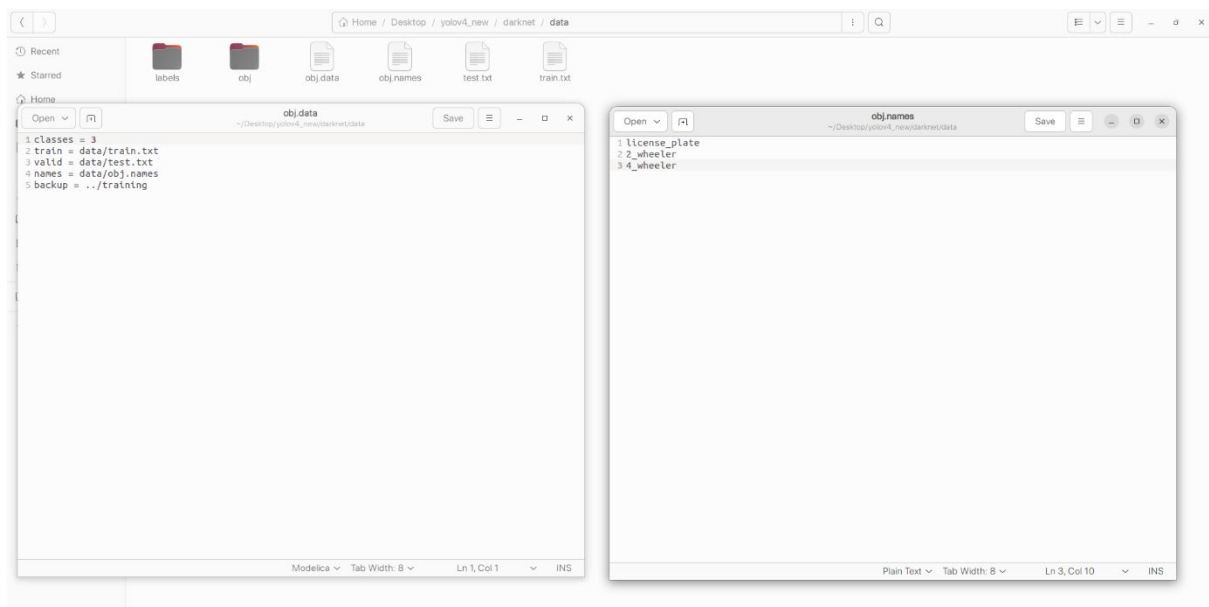 Home / Desktop / yolov4_new / darknet / data
Recent
Starred
Home
labels
obj
obj.data
obj.names
test.txt
train.txt
Open
obj.data
~/Desktop/yolov4_new/darknet/data
Save
1 classes = 3
2 train = data/train.txt
3 valid = data/test.txt
4 names = data/obj.names
5 backup = ../training
Modelica
Tab Width: 8
Ln 1, Col 1
INS
Open
obj.names
~/Desktop/yolov4_new/darknet/data
Save
1 license_plate
2 2_wheeler
3 4_wheeler
Plain Text
Tab Width: 8
Ln 3, Col 10
INS